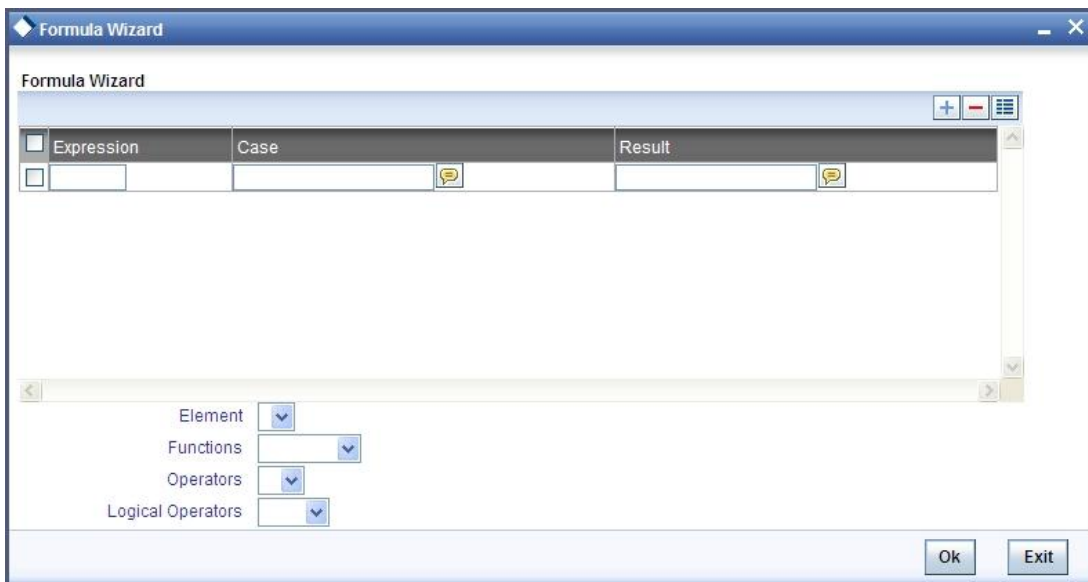 Formula Wizard
Formula Wizard
Expression Case Result
Element
Functions
Operators
Logical Operators
Ok Exit